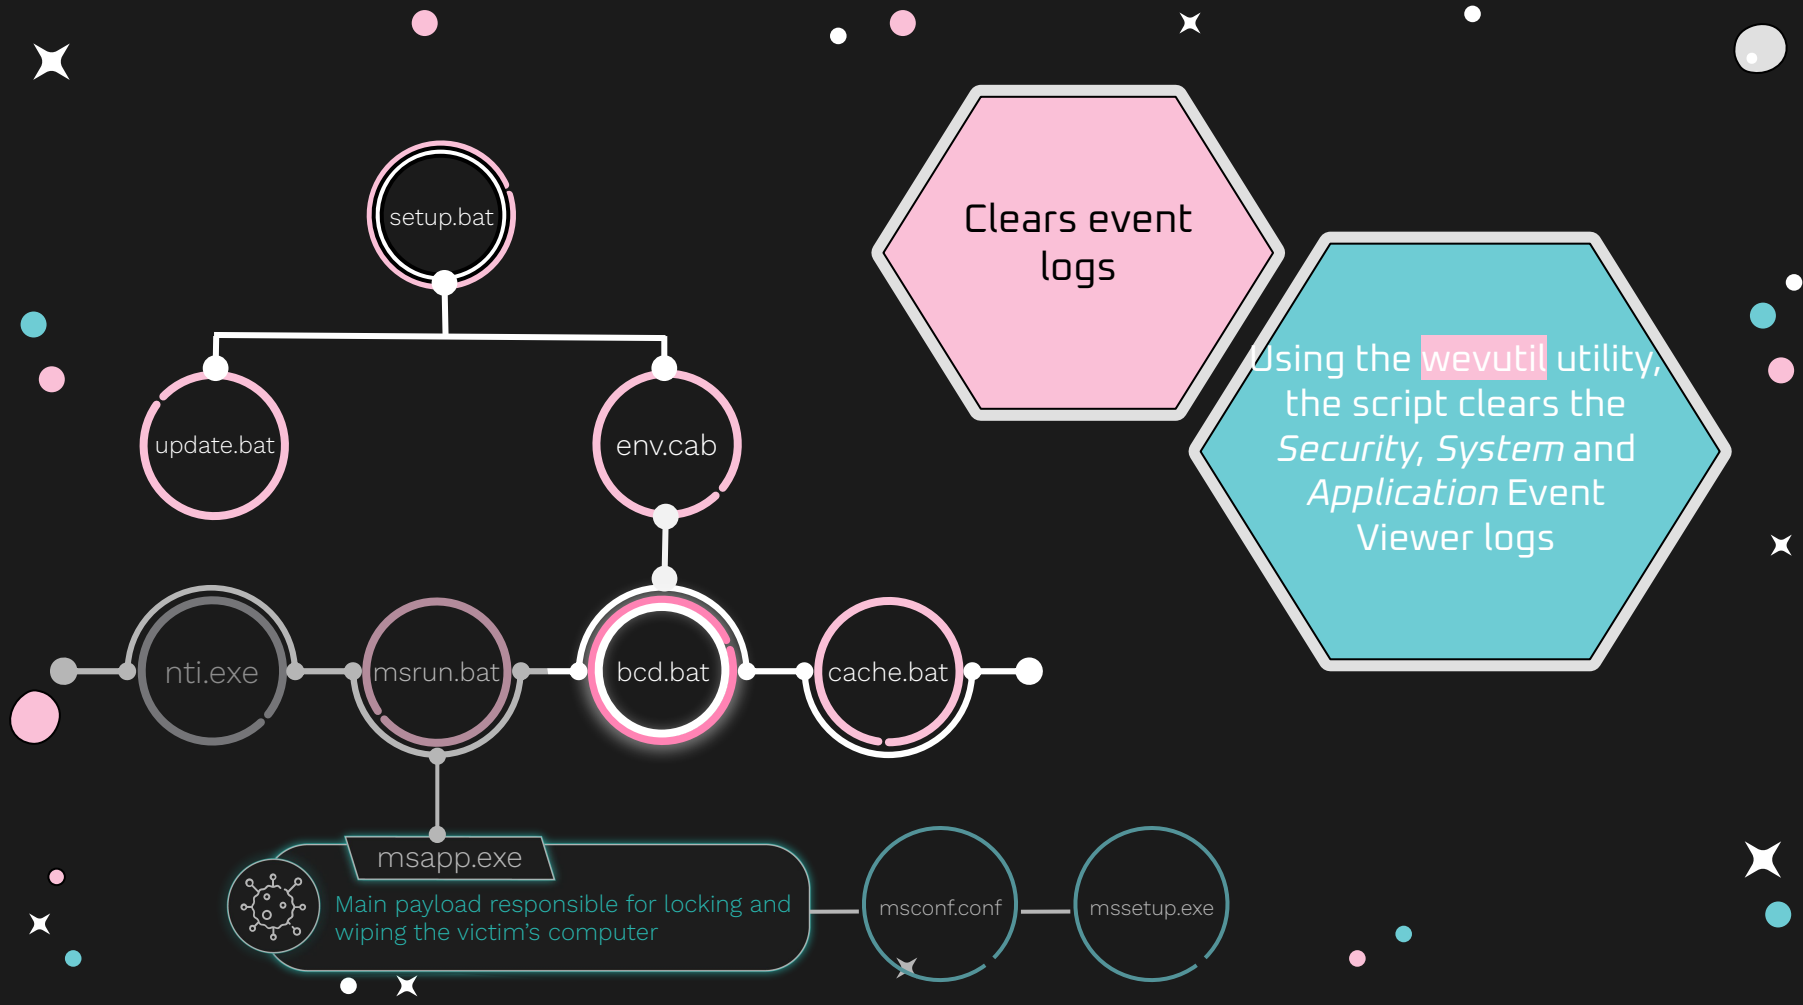 setup.bat
Clears event
logs
update.bat
env.cab
Using the wevutil utility,
the script clears the
Security, System and
Application Event
Viewer logs
nti.exe
msrun.bat
bcd.bat
cache.bat
msapp.exe
Main payload responsible for locking and
wiping the victim's computer
msconf.conf
mssetup.exe